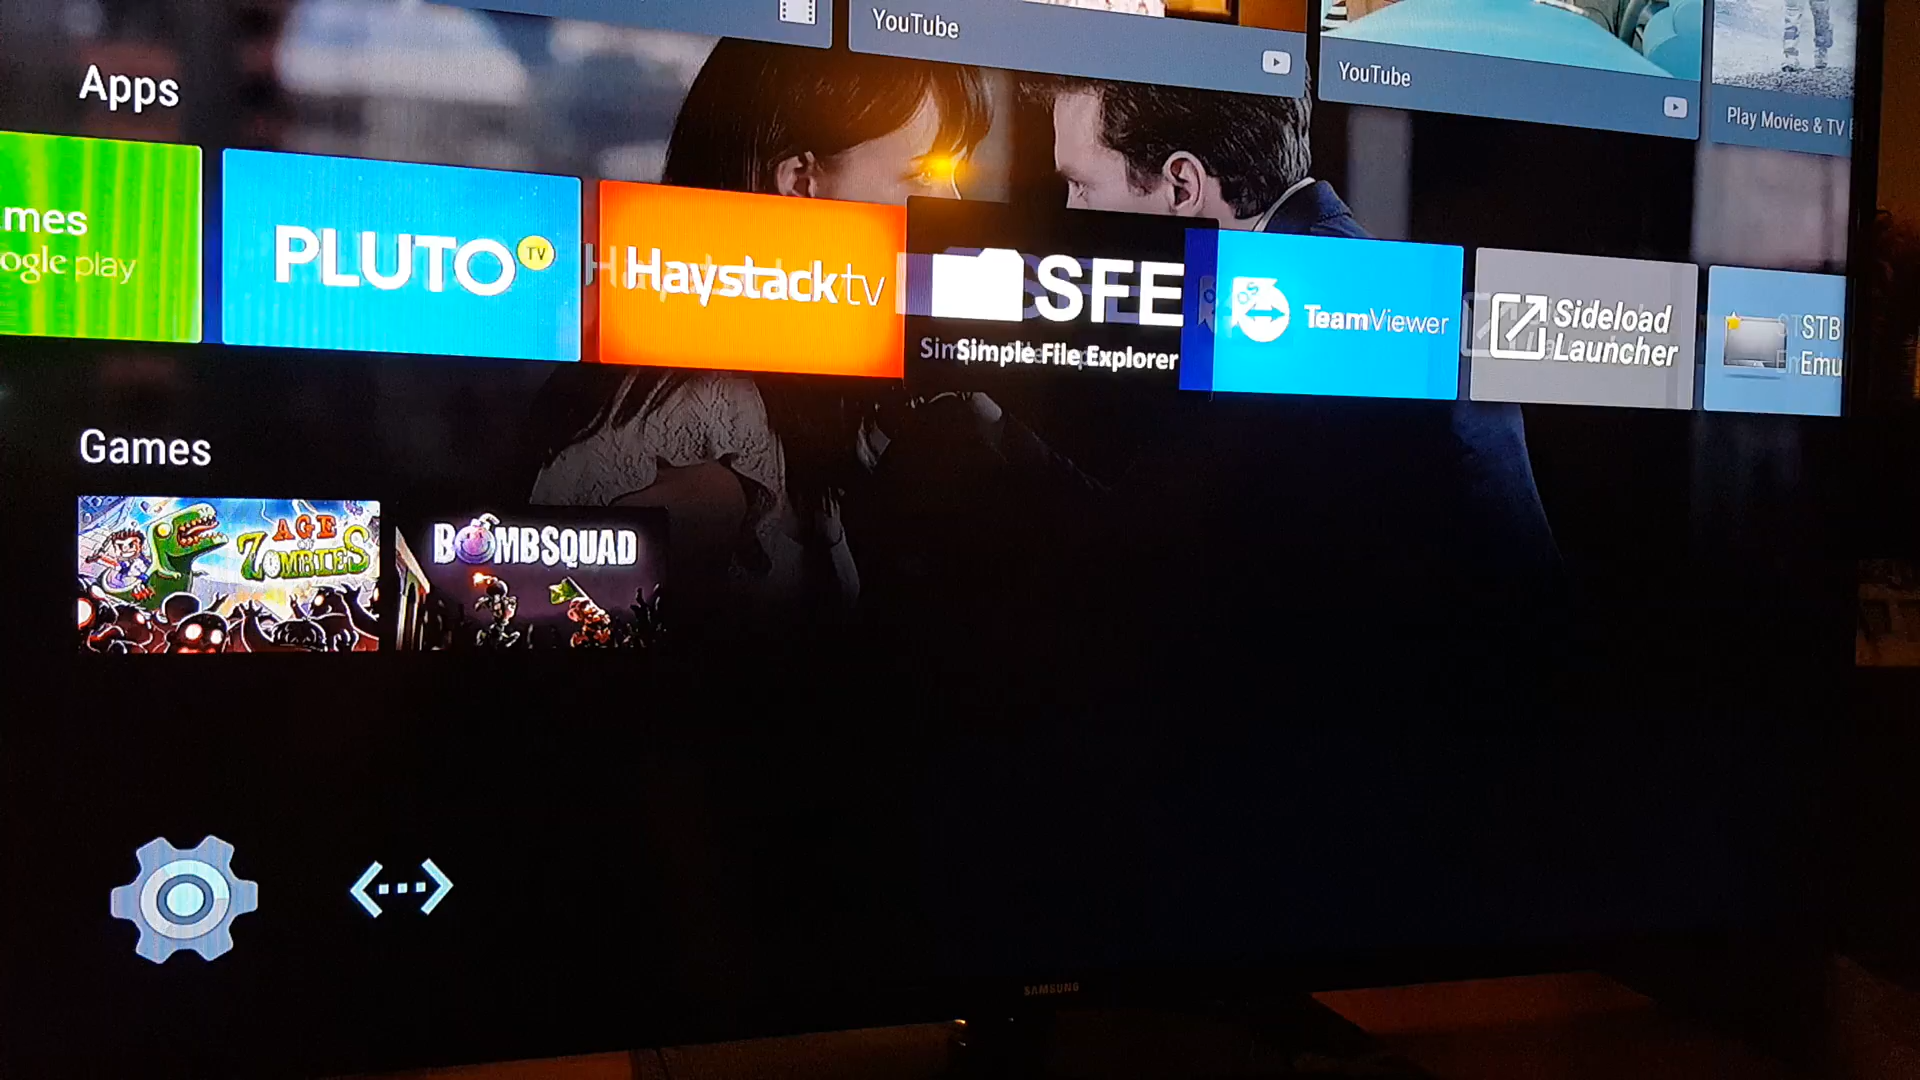 YouTube
YouTube
Play Movies & TV
Apps
mes
ogle play
PLUTO TV
Haystack tv
SFE
Simple File Explorer
TeamViewer
Sideload
Launcher
STB
Emu
Games
AGE
OF
ZOMBIES
BOMBSQUAD
SAMSUNG